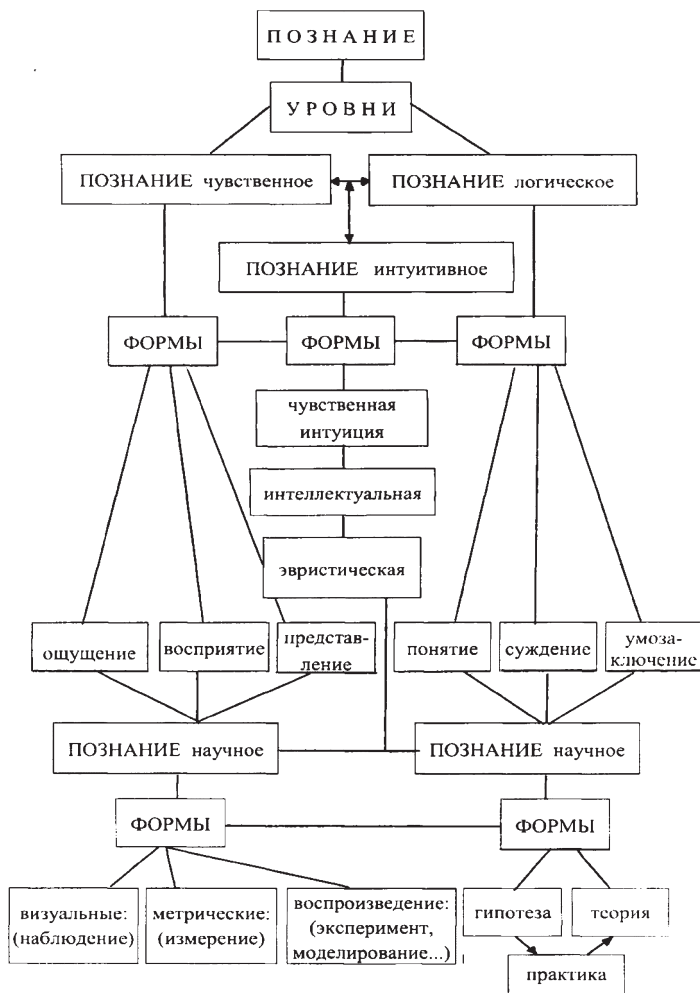 ПОЗНАНИЕ
УРОВНИ
ПОЗНАНИЕ чувственное
ПОЗНАНИЕ логическое
ПОЗНАНИЕ интуитивное
ФОРМЫ
ФОРМЫ
ФОРМЫ
чувственная
интуиция
интеллектуальная
эвристическая
ощущение
восприятие
представ-
ление
понятие
суждение
умоза-
ключение
ПОЗНАНИЕ научное
ПОЗНАНИЕ научное
ФОРМЫ
ФОРМЫ
визуальные:
(наблюдение)
метрические:
(измерение)
воспроизведение:
(эксперимент,
моделирование...)
гипотеза
теория
практика